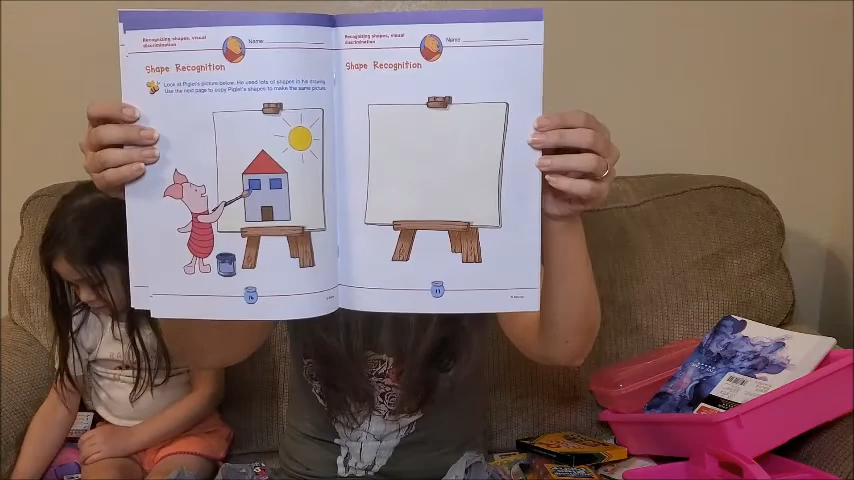 Recognizing shapes, visual
discrimination
Name
Shape Recognition
Look at Piglet's picture below. He used lots of shapes in his drawing.
Use the next page to copy Piglet's shapes to make the same picture.
16
Recognizing shapes, visual
discrimination
Name
Shape Recognition
17